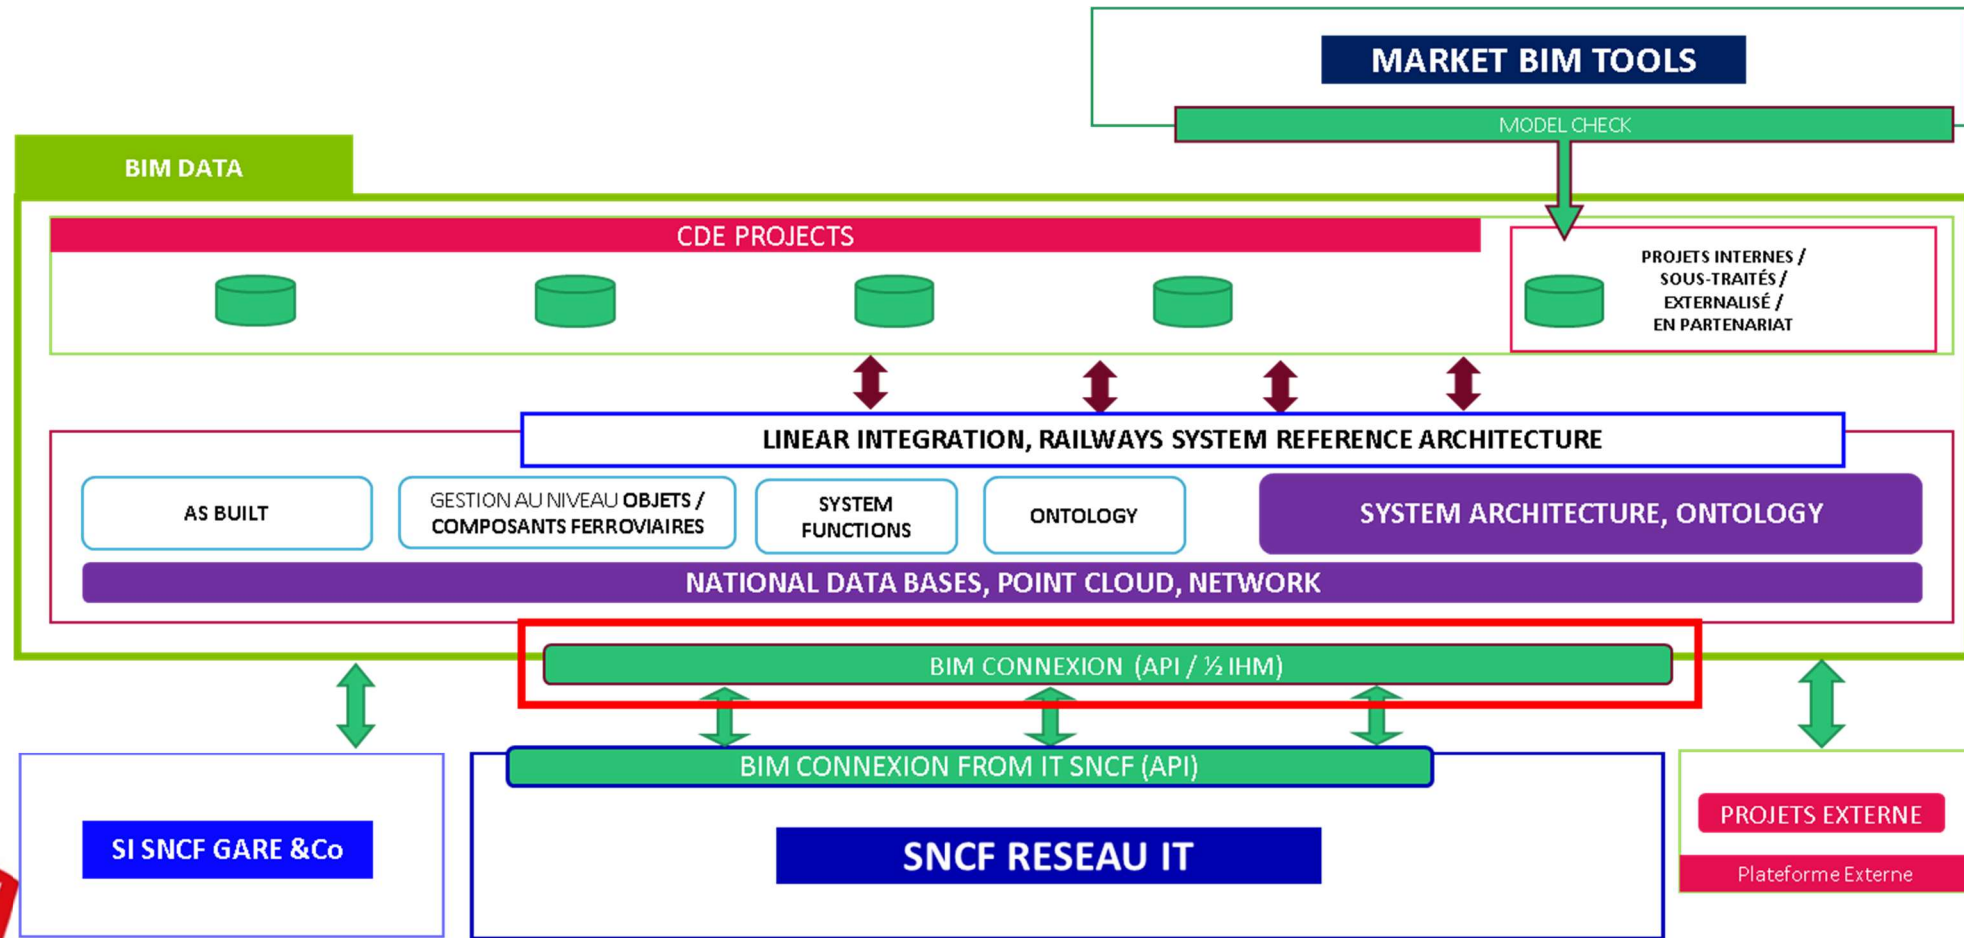 MARKET BIM TOOLS
MODEL CHECK
BIM DATA
CDE PROJECTS
PROJETS INTERNES /
SOUS-TRAITÉS /
EXTERNALISÉ /
EN PARTENARIAT
LINEAR INTEGRATION, RAILWAYS SYSTEM REFERENCE ARCHITECTURE
AS BUILT
GESTION AU NIVEAU OBJETS /
COMPOSANTS FERROVIAIRES
SYSTEM
FUNCTIONS
ONTOLOGY
SYSTEM ARCHITECTURE, ONTOLOGY
NATIONAL DATA BASES, POINT CLOUD, NETWORK
BIM CONNEXION (API / ½ IHM)
BIM CONNEXION FROM IT SNCF (API)
SI SNCF GARE &Co
SNCF RESEAU IT
PROJETS EXTERNE
Plateforme Externe